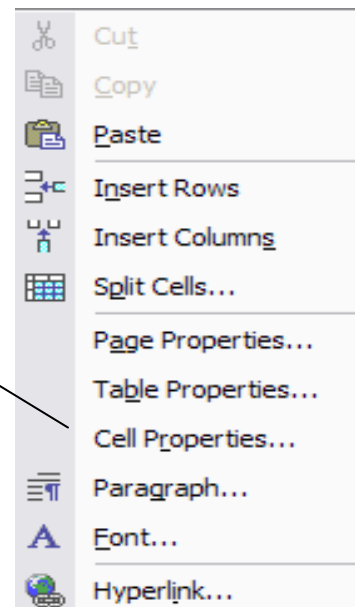 Cut
Copy
Paste
Insert Rows
Insert Columns
Split Cells...
Page Properties...
Table Properties...
Cell Properties...
Paragraph...
Font...
Hyperlink...